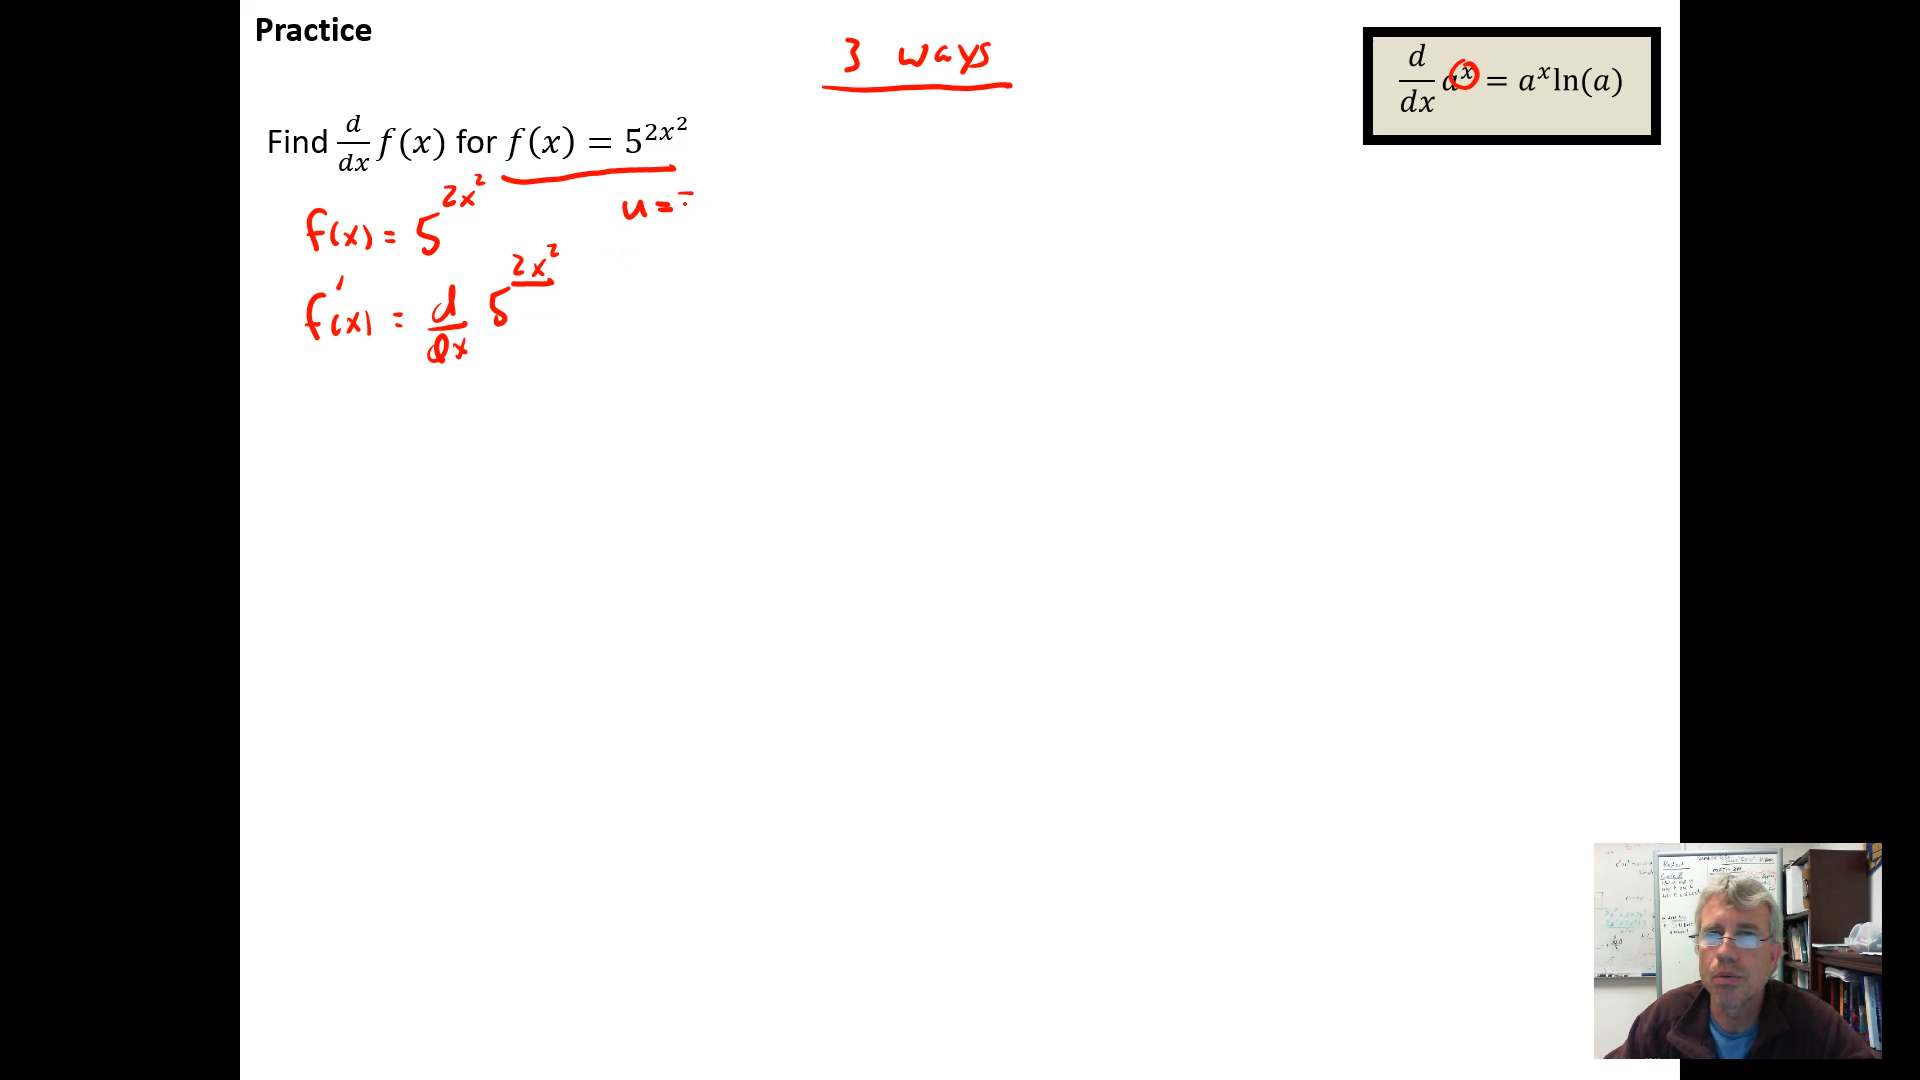 Practice
3 ways
d/dx a^x = a^x ln(a)
Find d/dx f(x) for f(x) = 5^{2x^2}
f(x) = 5^{2x^2}
u =
f'(x) = d/dx 5^{2x^2}